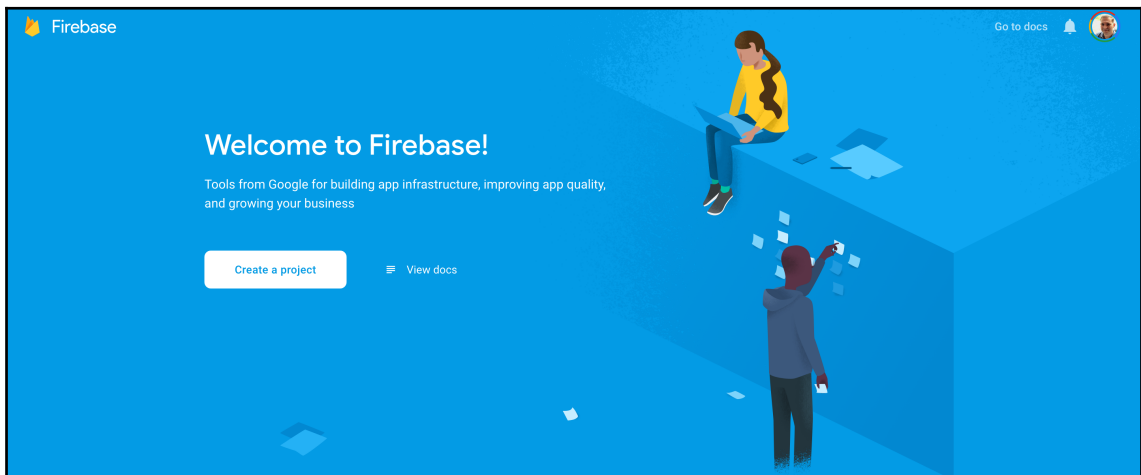 Firebase
Go to docs
Welcome to Firebase!
Tools from Google for building app infrastructure, improving app quality,
and growing your business
Create a project
View docs